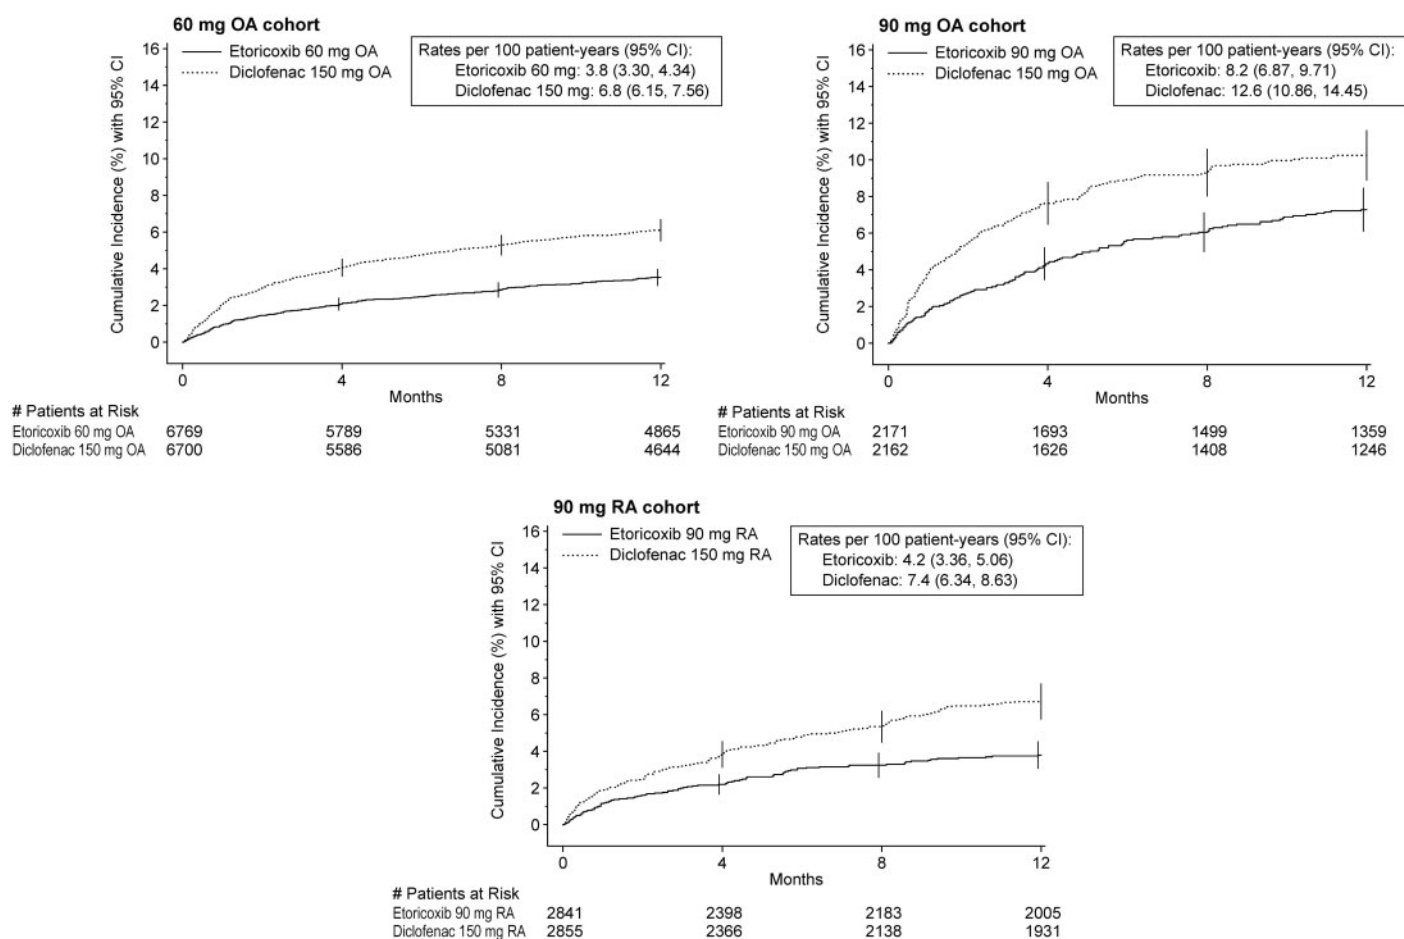 60 mg OA cohort
Etoricoxib 60 mg OA
Diclofenac 150 mg OA
Rates per 100 patient-years (95% CI):
Etoricoxib 60 mg: 3.8 (3.30, 4.34)
Diclofenac 150 mg: 6.8 (6.15, 7.56)
Cumulative Incidence (%) with 95% CI
16
14
12
10
8
6
4
2
0
0 4 8 12
Months
# Patients at Risk
Etoricoxib 60 mg OA 6769 5789 5331 4865
Diclofenac 150 mg OA 6700 5586 5081 4644
90 mg OA cohort
Etoricoxib 90 mg OA
Diclofenac 150 mg OA
Rates per 100 patient-years (95% CI):
Etoricoxib: 8.2 (6.87, 9.71)
Diclofenac: 12.6 (10.86, 14.45)
Cumulative Incidence (%) with 95% CI
16
14
12
10
8
6
4
2
0
0 4 8 12
Months
# Patients at Risk
Etoricoxib 90 mg OA 2171 1693 1499 1359
Diclofenac 150 mg OA 2162 1626 1408 1246
90 mg RA cohort
Etoricoxib 90 mg RA
Diclofenac 150 mg RA
Rates per 100 patient-years (95% CI):
Etoricoxib: 4.2 (3.36, 5.06)
Diclofenac: 7.4 (6.34, 8.63)
Cumulative Incidence (%) with 95% CI
16
14
12
10
8
6
4
2
0
0 4 8 12
Months
# Patients at Risk
Etoricoxib 90 mg RA 2841 2398 2183 2005
Diclofenac 150 mg RA 2855 2366 2138 1931